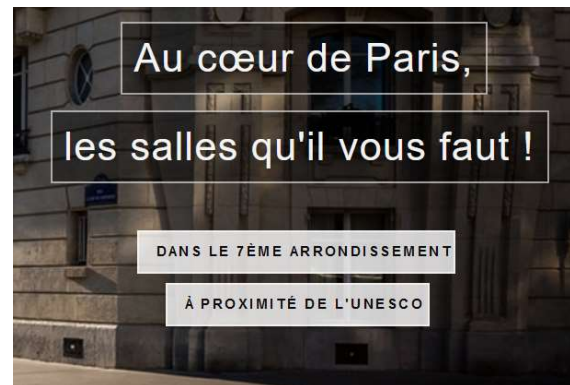 Au cœur de Paris,
les salles qu'il vous faut !
DANS LE 7ÈME ARRONDISSEMENT
À PROXIMITÉ DE L'UNESCO